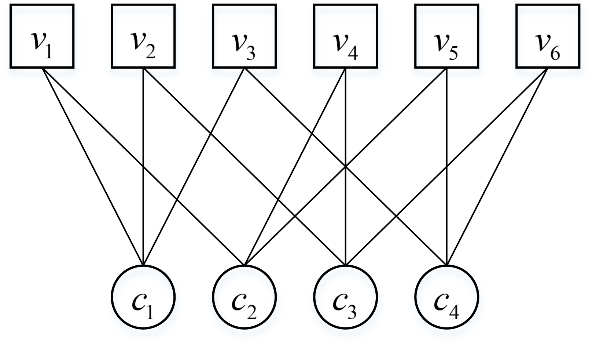 v₁ v₂ v₃ v₄ v₅ v₆
c₁ c₂ c₃ c₄